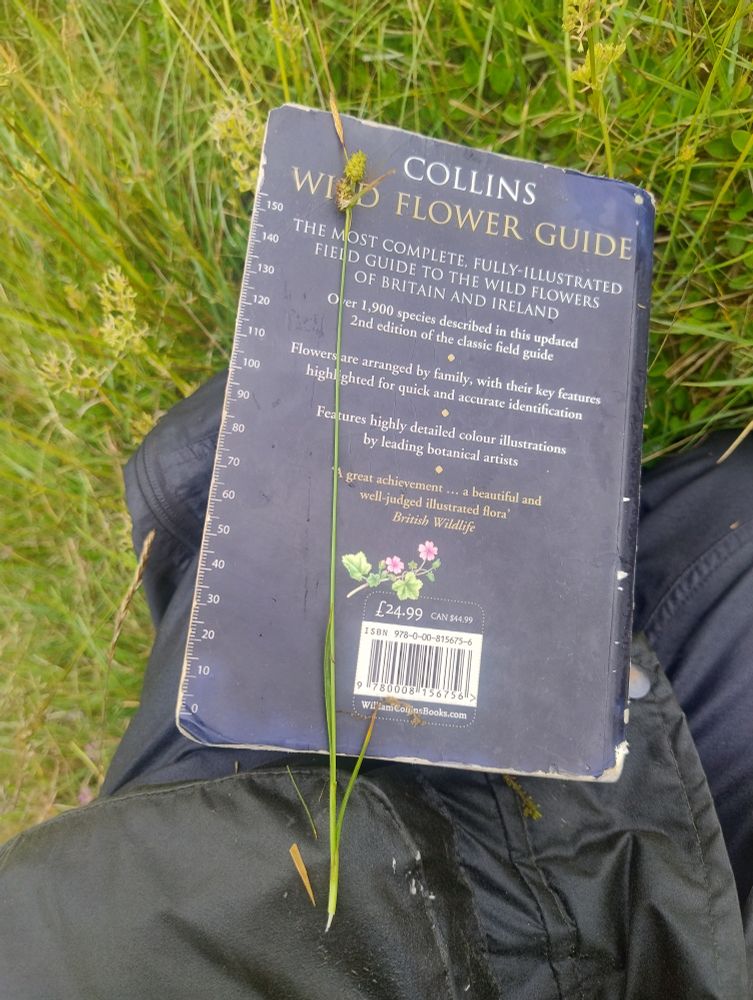 COLLINS
WILD FLOWER GUIDE
THE MOST COMPLETE, FULLY-ILLUSTRATED
FIELD GUIDE TO THE WILD FLOWERS
OF BRITAIN AND IRELAND
Over 1,900 species described in this updated
2nd edition of the classic field guide
Flowers are arranged by family, with their key features
highlighted for quick and accurate identification
Features highly detailed colour illustrations
by leading botanical artists
'A great achievement ... a beautiful and
well-judged illustrated flora'
British Wildlife
£24.99 CAN $44.99
ISBN 978-0-00-815675-6
9 780008 156756 >
WilliamCollinsBooks.com
150
140
130
120
110
100
90
80
70
60
50
40
30
20
10
0